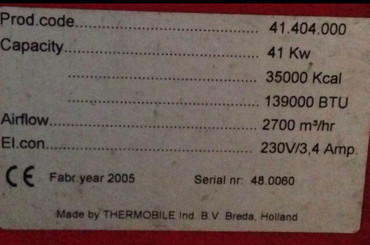 Prod.code............................41.404.000
Capacity..............................41 Kw
..............................35000 Kcal
..............................139000 BTU
Airflow..............................2700 m³/hr
El.con..............................230V/3,4 Amp.
CE Fabr.year 2005 Serial nr: 48.0060
Made by THERMOBILE Ind. B.V. Breda, Holland